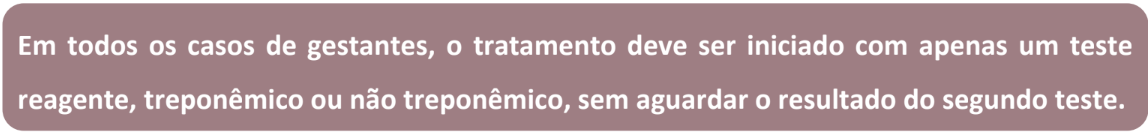 Em todos os casos de gestantes, o tratamento deve ser iniciado com apenas um teste
reagente, treponêmico ou não treponêmico, sem aguardar o resultado do segundo teste.